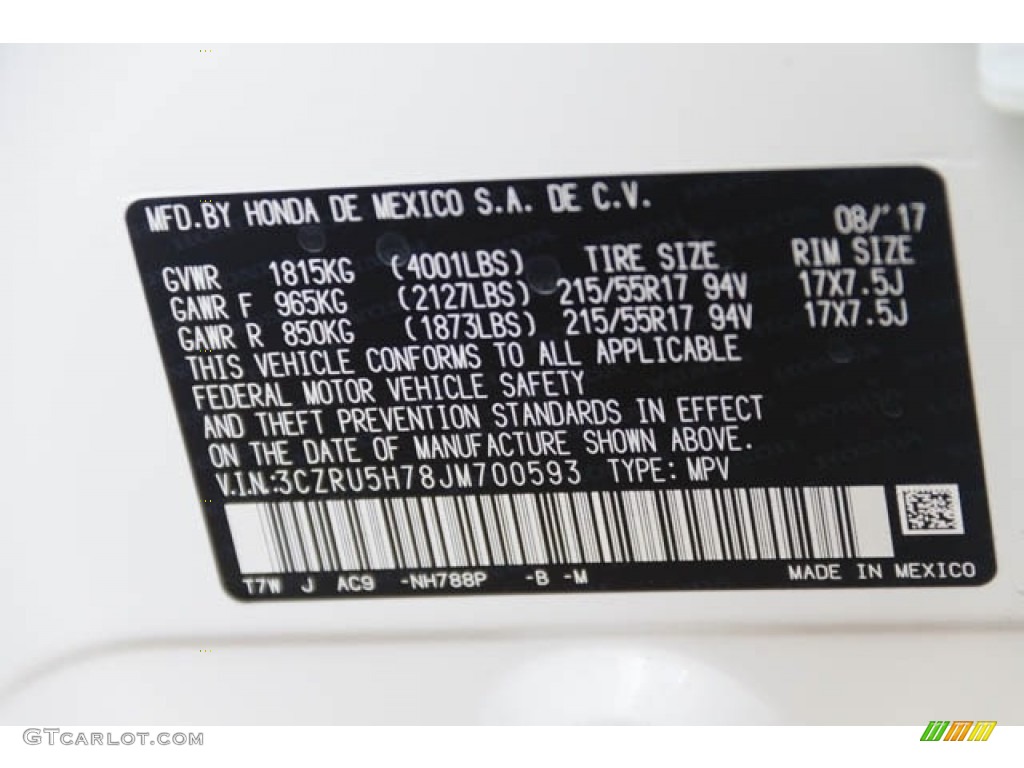 MFD.BY HONDA DE MEXICO S.A. DE C.V.
08/'17
GVWR 1815KG (4001LBS) TIRE SIZE RIM SIZE
GAWR F 965KG (2127LBS) 215/55R17 94V 17X7.5J
GAWR R 850KG (1873LBS) 215/55R17 94V 17X7.5J
THIS VEHICLE CONFORMS TO ALL APPLICABLE
FEDERAL MOTOR VEHICLE SAFETY
AND THEFT PREVENTION STANDARDS IN EFFECT
ON THE DATE OF MANUFACTURE SHOWN ABOVE.
V.I.N.:3CZRU5H78JM700593 TYPE: MPV
T7W J AC9 -NH788P -B -M MADE IN MEXICO
GTCARLOT.COM